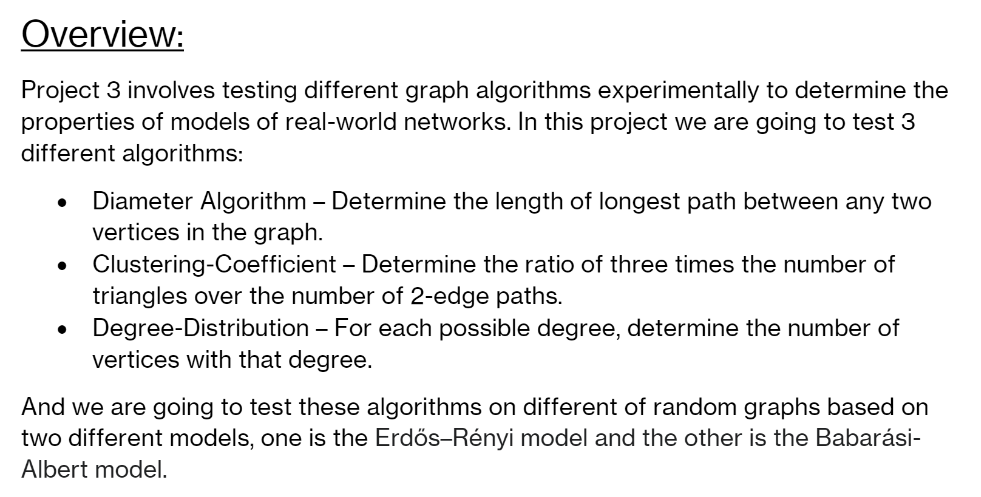 Overview:
Project 3 involves testing different graph algorithms experimentally to determine the
properties of models of real-world networks. In this project we are going to test 3
different algorithms:
• Diameter Algorithm – Determine the length of longest path between any two
vertices in the graph.
• Clustering-Coefficient – Determine the ratio of three times the number of
triangles over the number of 2-edge paths.
• Degree-Distribution – For each possible degree, determine the number of
vertices with that degree.
And we are going to test these algorithms on different of random graphs based on
two different models, one is the Erdős–Rényi model and the other is the Babarási-
Albert model.